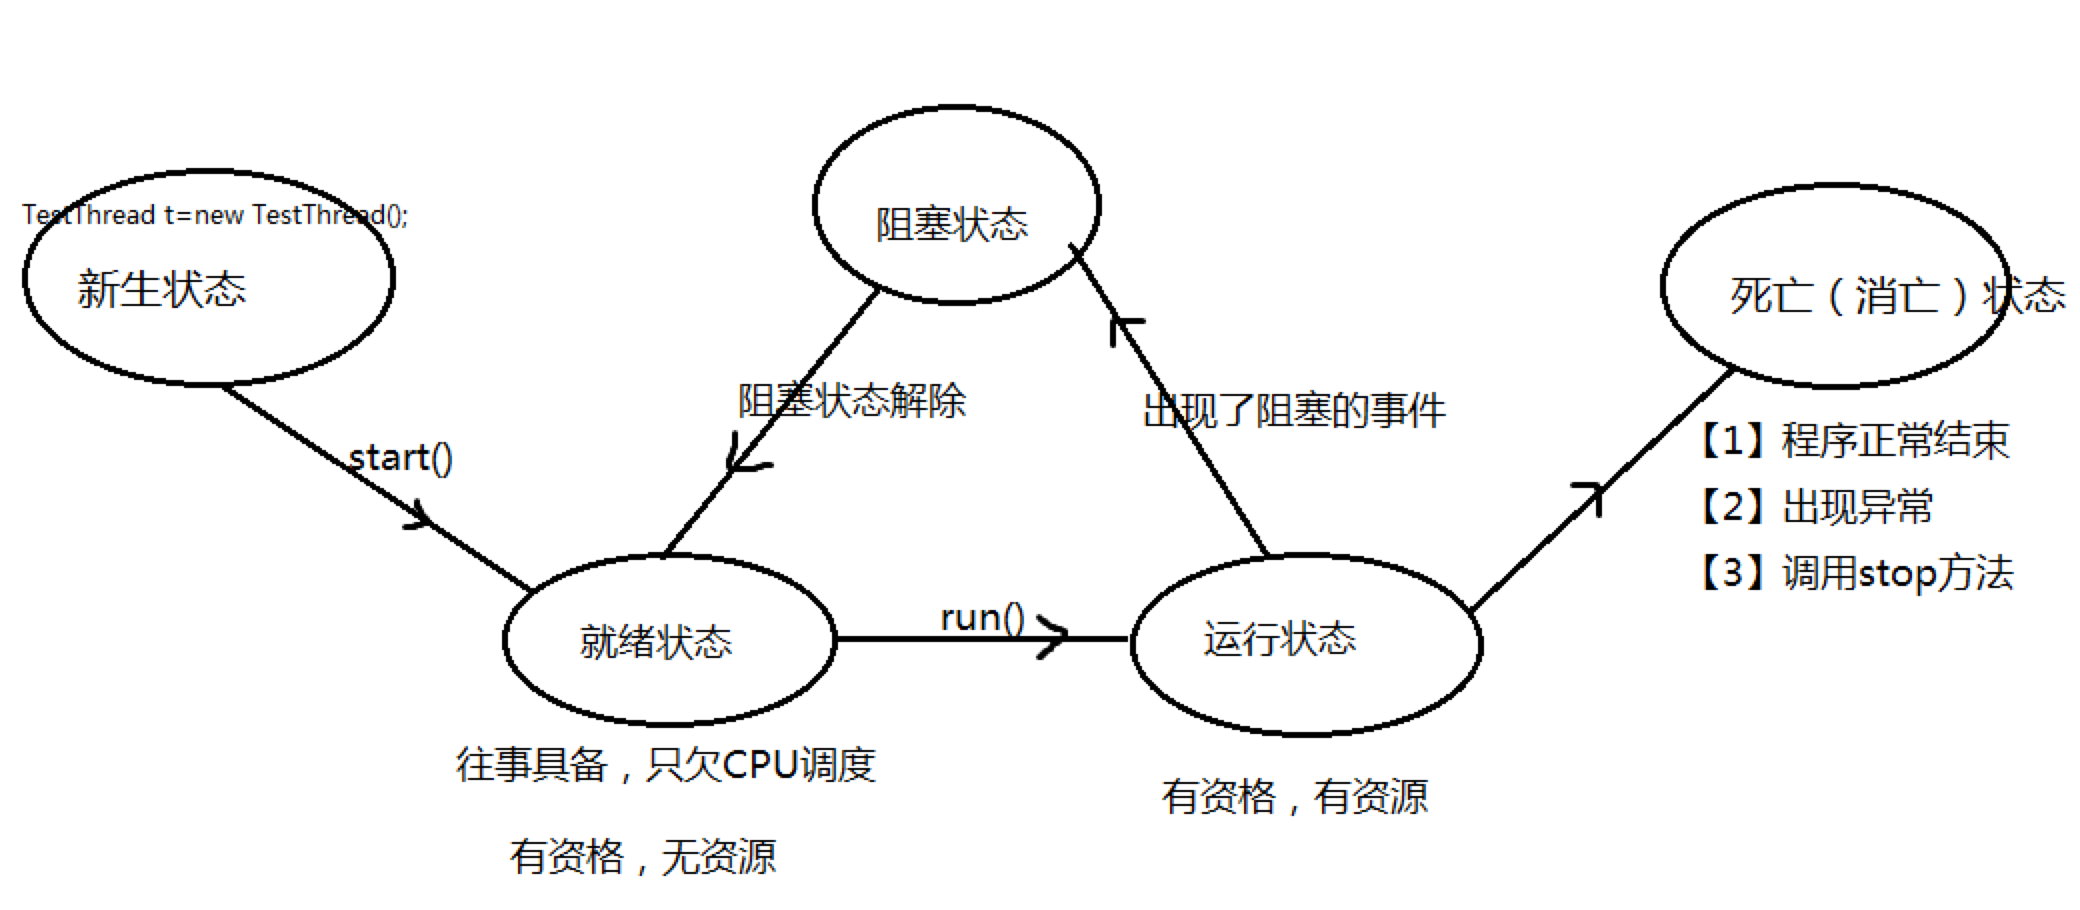 TestThread t=new TestThread();
新生状态
阻塞状态
死亡（消亡）状态
阻塞状态解除
出现了阻塞的事件
start()
【1】程序正常结束
【2】出现异常
【3】调用stop方法
就绪状态
run()
运行状态
往事具备，只欠CPU调度
有资格，有资源
有资格，无资源